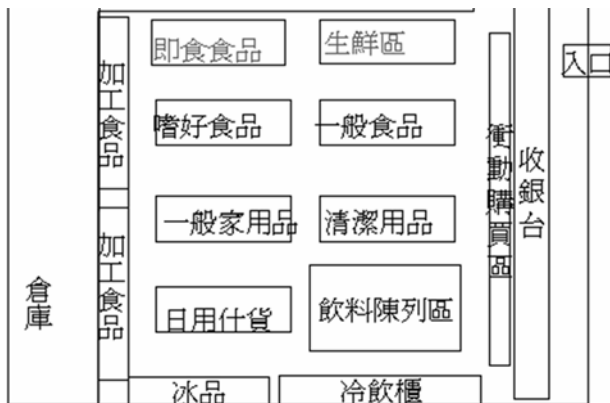 即食食品
生鮮區
入口
加工食品
嗜好食品
一般食品
衝動購買區
收銀台
一般家用品
清潔用品
加工食品
倉庫
日用什貨
飲料陳列區
冰品
冷飲櫃